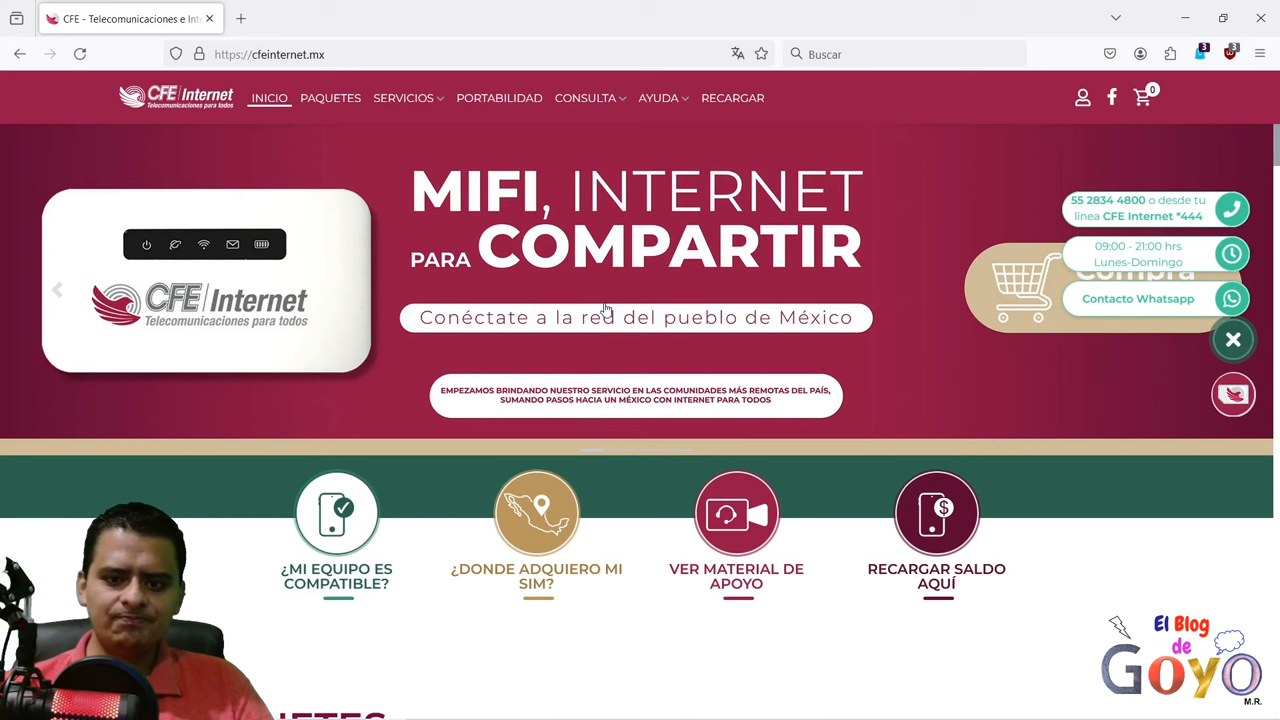 CFE - Telecomunicaciones e Int
https://cfeinternet.mx
Buscar
3
3
CFE Internet
Telecomunicaciones para todos
INICIO
PAQUETES
SERVICIOS
PORTABILIDAD
CONSULTA
AYUDA
RECARGAR
0
MIFI, INTERNET
PARA COMPARTIR
Conéctate a la red del pueblo de México
EMPEZAMOS BRINDANDO NUESTRO SERVICIO EN LAS COMUNIDADES MÁS REMOTAS DEL PAÍS,
SUMANDO PASOS HACIA UN MÉXICO CON INTERNET PARA TODOS
CFE Internet
Telecomunicaciones para todos
Compra
55 2834 4800 o desde tu
línea CFE Internet *444
09:00 - 21:00 hrs
Lunes-Domingo
Contacto Whatsapp
¿MI EQUIPO ES
COMPATIBLE?
¿DONDE ADQUIERO MI
SIM?
VER MATERIAL DE
APOYO
$
RECARGAR SALDO
AQUÍ
El Blog
de
GOYO
M.R.